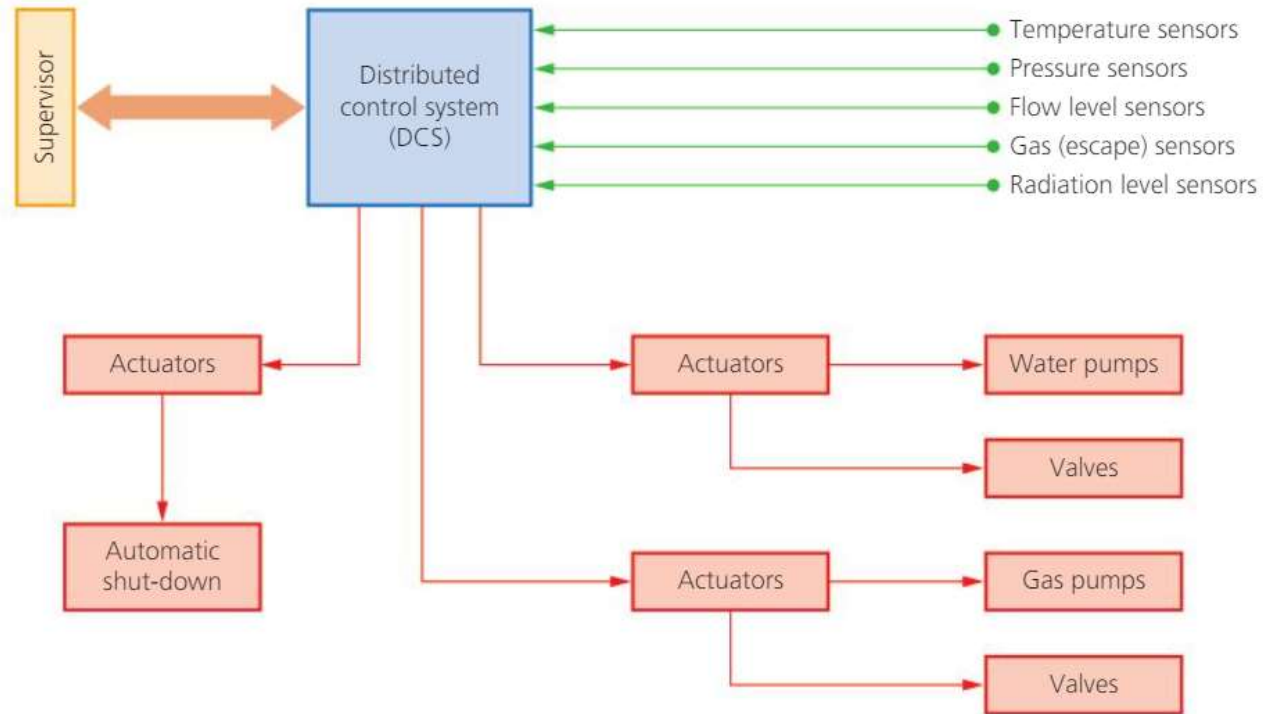 Supervisor
Distributed
control system
(DCS)
Temperature sensors
Pressure sensors
Flow level sensors
Gas (escape) sensors
Radiation level sensors
Actuators
Actuators
Water pumps
Valves
Automatic
shut-down
Actuators
Gas pumps
Valves